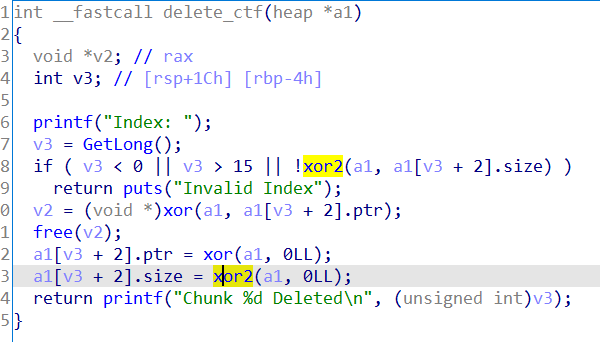 1 int __fastcall delete_ctf(heap *a1)
2 {
3   void *v2; // rax
4   int v3; // [rsp+1Ch] [rbp-4h]
5
6   printf("Index: ");
7   v3 = GetLong();
8   if ( v3 < 0 || v3 > 15 || !xor2(a1, a1[v3 + 2].size) )
9     return puts("Invalid Index");
0   v2 = (void *)xor(a1, a1[v3 + 2].ptr);
1   free(v2);
2   a1[v3 + 2].ptr = xor(a1, 0LL);
3   a1[v3 + 2].size = xor2(a1, 0LL);
4   return printf("Chunk %d Deleted\n", (unsigned int)v3);
5 }